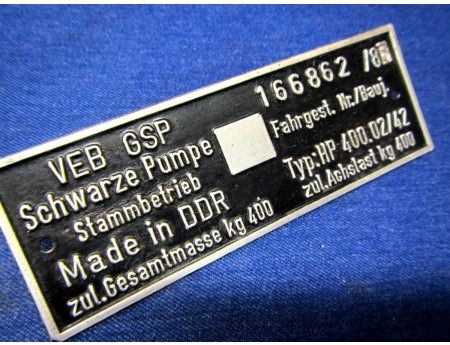 VEB GSP
Schwarze Pumpe
Stammbetrieb
Made in DDR
zul.Gesamtmasse kg 400
166862 /86
Fahrgest. Nr./Bauj.
Typ:HP 400.02/42
zul.Achslast kg 400